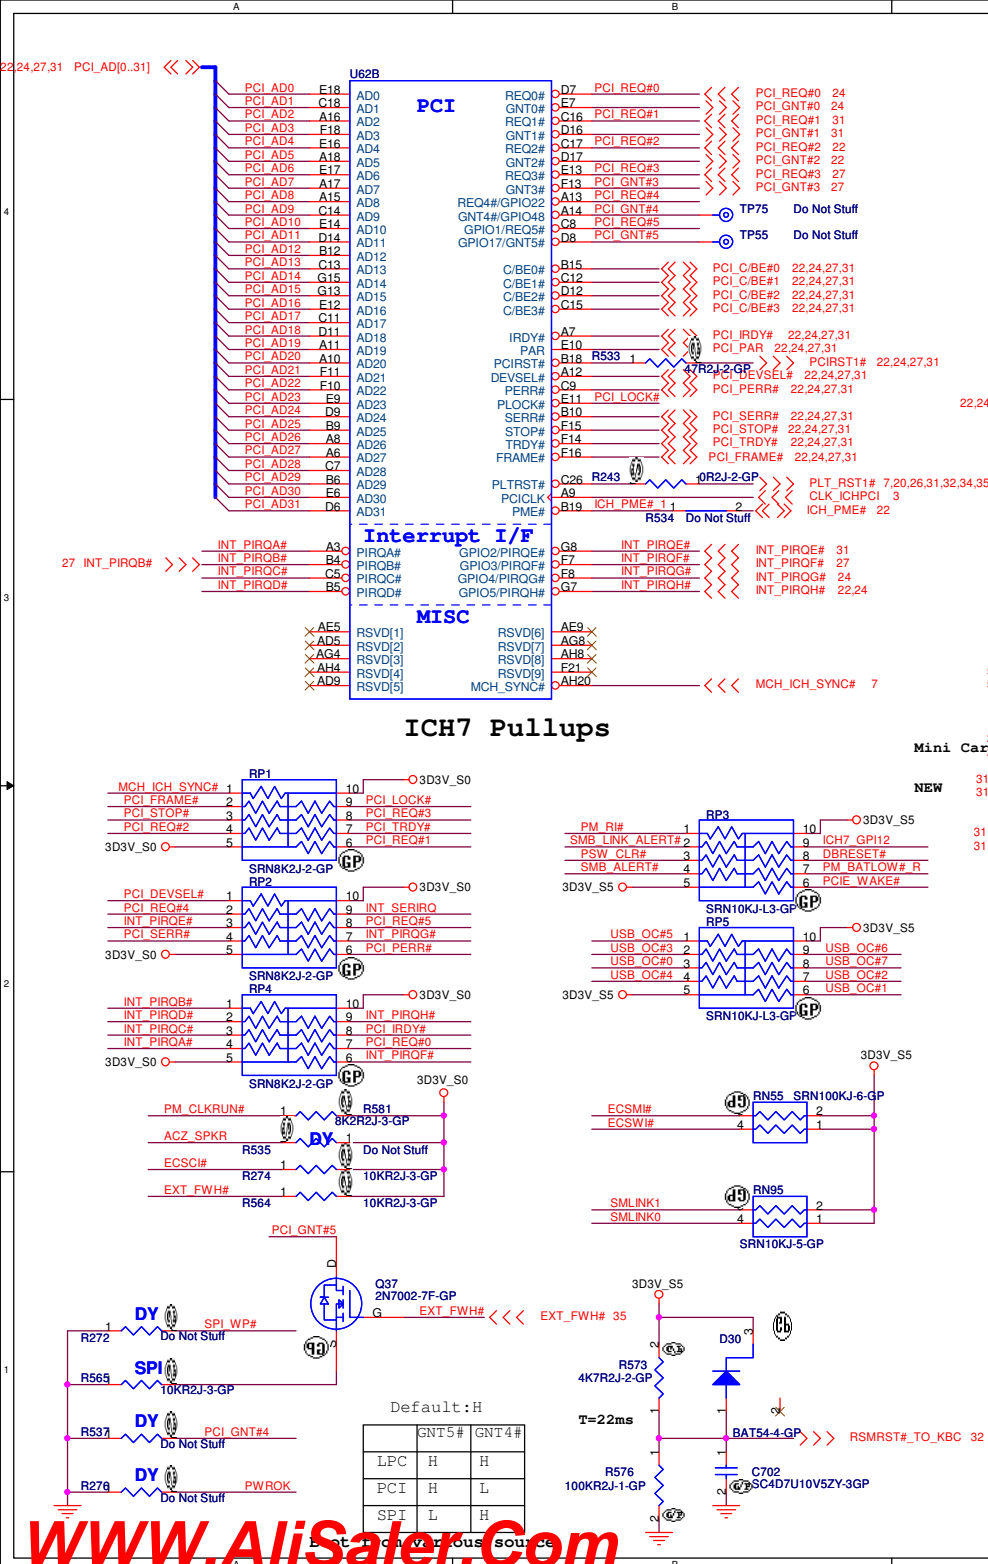 A
B
22,24,27,31 PCI_AD[0..31]
U62B
PCI
PCI_AD0 E18 AD0 REQ0# D7 PCI_REQ#0 PCI_REQ#0 24
PCI_AD1 C18 AD1 GNT0# E7 PCI_GNT#0 24
PCI_AD2 A16 AD2 REQ1# C16 PCI_REQ#1 PCI_REQ#1 31
PCI_AD3 F18 AD3 GNT1# D16 PCI_GNT#1 31
PCI_AD4 E16 AD4 REQ2# C17 PCI_REQ#2 PCI_REQ#2 22
PCI_AD5 A18 AD5 GNT2# D17 PCI_GNT#2 22
PCI_AD6 E17 AD6 REQ3# E13 PCI_REQ#3 PCI_REQ#3 27
PCI_AD7 A17 AD7 GNT3# F13 PCI_GNT#3 PCI_GNT#3 27
PCI_AD8 A15 AD8 REQ4#/GPIO22 A13 PCI_REQ#4
PCI_AD9 C14 AD9 GNT4#/GPIO48 A14 PCI_GNT#4 TP75 Do Not Stuff
PCI_AD10 E14 AD10 GPIO1/REQ5# C8 PCI_REQ#5
PCI_AD11 D14 AD11 GPIO17/GNT5# D8 PCI_GNT#5 TP55 Do Not Stuff
PCI_AD12 B12 AD12
PCI_AD13 C13 AD13 C/BE0# B15 PCI_C/BE#0 22,24,27,31
PCI_AD14 G15 AD14 C/BE1# C12 PCI_C/BE#1 22,24,27,31
PCI_AD15 G13 AD15 C/BE2# D12 PCI_C/BE#2 22,24,27,31
PCI_AD16 E12 AD16 C/BE3# C15 PCI_C/BE#3 22,24,27,31
PCI_AD17 C11 AD17
PCI_AD18 D11 AD18 IRDY# A7 PCI_IRDY# 22,24,27,31
PCI_AD19 A11 AD19 PAR E10 PCI_PAR 22,24,27,31
PCI_AD20 A10 AD20 PCIRST# B18 R533 1 47R2J-2-GP PCIRST1# 22,24,27,31
PCI_AD21 F11 AD21 DEVSEL# A12 PCI_DEVSEL# 22,24,27,31
PCI_AD22 F10 AD22 PERR# C9 PCI_PERR# 22,24,27,31
PCI_AD23 E9 AD23 PLOCK# E11 PCI_LOCK#
22,24
PCI_AD24 D9 AD24 SERR# B10 PCI_SERR# 22,24,27,31
PCI_AD25 B9 AD25 STOP# F15 PCI_STOP# 22,24,27,31
PCI_AD26 A8 AD26 TRDY# F14 PCI_TRDY# 22,24,27,31
PCI_AD27 A6 AD27 FRAME# F16 PCI_FRAME# 22,24,27,31
PCI_AD28 C7 AD28
PCI_AD29 B6 AD29 PLTRST# C26 R243 1 0R2J-2-GP PLT_RST1# 7,20,26,31,32,34,35
PCI_AD30 E6 AD30 PCICLK A9 CLK_ICHPCI 3
PCI_AD31 D6 AD31 PME# B19 ICH_PME#_1 1 2 ICH_PME# 22
R534 Do Not Stuff
Interrupt I/F
INT_PIRQA# A3 PIRQA# GPIO2/PIRQE# G8 INT_PIRQE# INT_PIRQE# 31
27 INT_PIRQB# INT_PIRQB# B4 PIRQB# GPIO3/PIRQF# F7 INT_PIRQF# INT_PIRQF# 27
INT_PIRQC# C5 PIRQC# GPIO4/PIRQG# F8 INT_PIRQG# INT_PIRQG# 24
INT_PIRQD# B5 PIRQD# GPIO5/PIRQH# G7 INT_PIRQH# INT_PIRQH# 22,24
MISC
AE5 RSVD[1] RSVD[6] AE9
AD5 RSVD[2] RSVD[7] AG8
AG4 RSVD[3] RSVD[8] AH8
AH4 RSVD[4] RSVD[9] F21
AD9 RSVD[5] MCH_SYNC# AH20 MCH_ICH_SYNC# 7
4
3
2
1
ICH7 Pullups
Mini Car
NEW
31
31
31
31
RP1
MCH_ICH_SYNC# 1 10 3D3V_S0
PCI_FRAME# 2 9 PCI_LOCK#
PCI_STOP# 3 8 PCI_REQ#3
PCI_REQ#2 4 7 PCI_TRDY#
3D3V_S0 5 6 PCI_REQ#1
SRN8K2J-2-GP GP
RP2
3D3V_S0
PCI_DEVSEL# 1 10
PCI_REQ#4 2 9 INT_SERIRQ
INT_PIRQE# 3 8 PCI_REQ#5
PCI_SERR# 4 7 INT_PIRQG#
3D3V_S0 5 6 PCI_PERR#
SRN8K2J-2-GP GP
RP4
3D3V_S0
INT_PIRQB# 1 10
INT_PIRQD# 2 9 INT_PIRQH#
INT_PIRQC# 3 8 PCI_IRDY#
INT_PIRQA# 4 7 PCI_REQ#0
3D3V_S0 5 6 INT_PIRQF#
SRN8K2J-2-GP GP
RP3
3D3V_S5
PM_RI# 1 10
SMB_LINK_ALERT# 2 9 ICH7_GPI12
PSW_CLR# 3 8 DBRESET#
SMB_ALERT# 4 7 PM_BATLOW#_R
3D3V_S5 5 6 PCIE_WAKE#
SRN10KJ-L3-GP GP
RP5
3D3V_S5
USB_OC#5 1 10
USB_OC#3 2 9 USB_OC#6
USB_OC#0 3 8 USB_OC#7
USB_OC#4 4 7 USB_OC#2
3D3V_S5 5 6 USB_OC#1
SRN10KJ-L3-GP GP
3D3V_S0
PM_CLKRUN# 1 R581
8K2R2J-3-GP
ACZ_SPKR DY 1
R535 Do Not Stuff
ECSCI# 1
R274 10KR2J-3-GP
EXT_FWH# 1
R564 10KR2J-3-GP
3D3V_S5
RN55 SRN100KJ-6-GP
ECSMI# 2
ECSWI# 4 1
RN95
SMLINK1 2
SMLINK0 4 1
SRN10KJ-5-GP
PCI_GNT#5
D
Q37
2N7002-7F-GP
G EXT_FWH# EXT_FWH# 35
S
GP
DY
SPI_WP#
R272 Do Not Stuff
SPI
R565 10KR2J-3-GP
DY
R537 PCI_GNT#4
Do Not Stuff
DY
R276 PWROK
Do Not Stuff
Default:H
GNT5# GNT4#
LPC H H
PCI H L
SPI L H
Boot from various source
3D3V_S5
2 R573
4K7R2J-2-GP
1
D30
3
1
2
BAT54-4-GP
T=22ms
RSMRST#_TO_KBC 32
1 R576
100KR2J-1-GP
2
1 C702
SC4D7U10V5ZY-3GP
2
WWW.AliSaler.Com
A
B